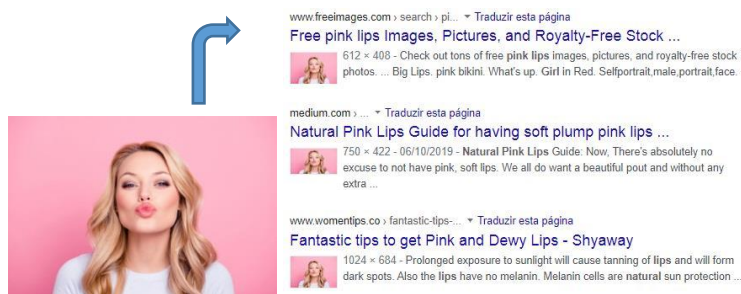 www.freeimages.com › search › pi... ▾ Traduzir esta página
Free pink lips Images, Pictures, and Royalty-Free Stock ...
612 × 408 - Check out tons of free pink lips images, pictures, and royalty-free stock
photos. ... Big Lips. pink bikini. What's up. Girl in Red. Selfportrait,male,portrait,face.
medium.com › ... ▾ Traduzir esta página
Natural Pink Lips Guide for having soft plump pink lips ...
750 × 422 - 06/10/2019 - Natural Pink Lips Guide: Now, There's absolutely no
excuse to not have pink, soft lips. We all do want a beautiful pout and without any
extra ...
www.womentips.co › fantastic-tips-... ▾ Traduzir esta página
Fantastic tips to get Pink and Dewy Lips - Shyaway
1024 × 684 - Prolonged exposure to sunlight will cause tanning of lips and will form
dark spots. Also the lips have no melanin. Melanin cells are natural sun protection ...